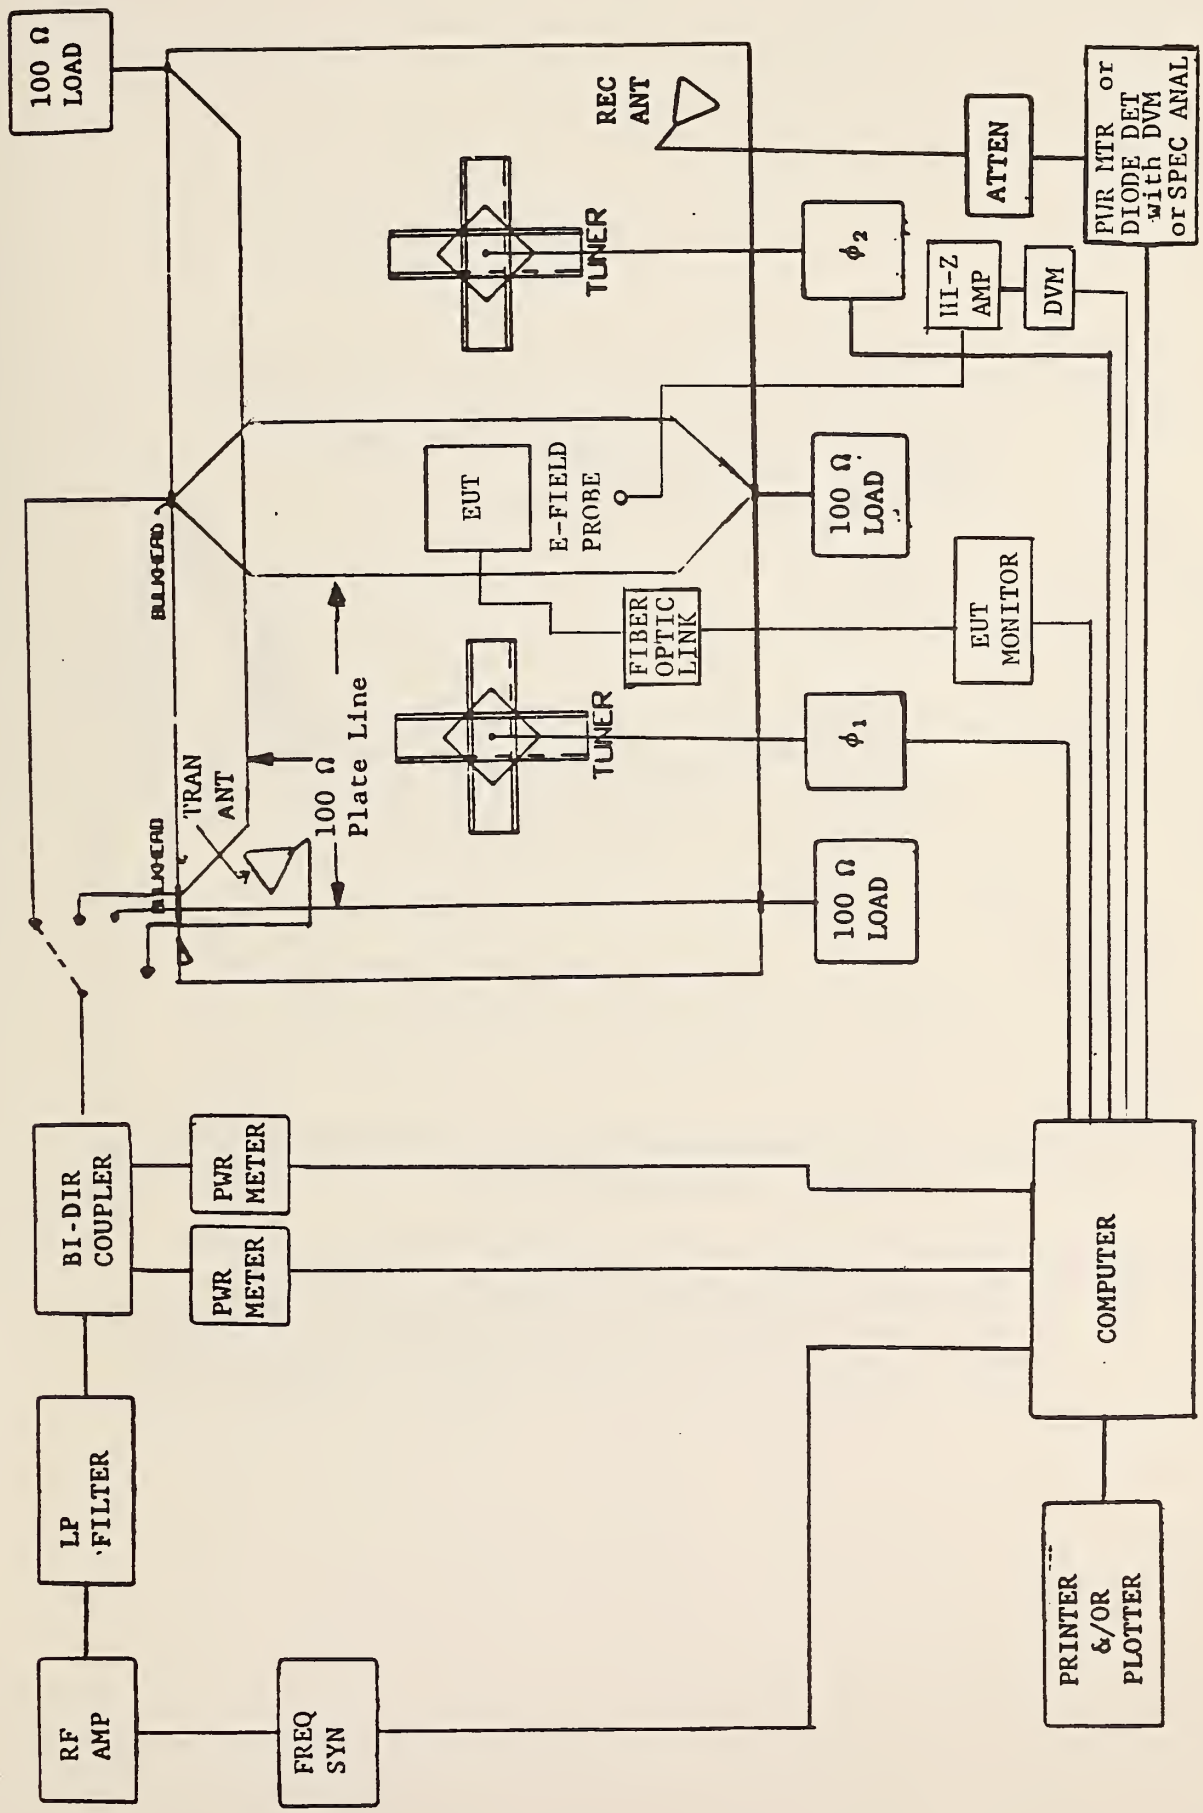 RF
AMP
LP
FILTER
BI-DIR
COUPLER
FREQ
SYN
PWR
METER
PWR
METER
BULKHEAD
BULKHEAD
100 Ω
LOAD
TRAN
ANT
100 Ω
Plate Line
TUNER
EUT
E-FIELD
PROBE
FIBER
OPTIC
LINK
TUNER
REC
ANT
100 Ω
LOAD
ϕ1
100 Ω
LOAD
ϕ2
ATTEN
EUT
MONITOR
HI-Z
AMP
DVM
PWR MTR or
DIODE DET
with DVM
or SPEC ANAL
PRINTER
&/OR
PLOTTER
COMPUTER